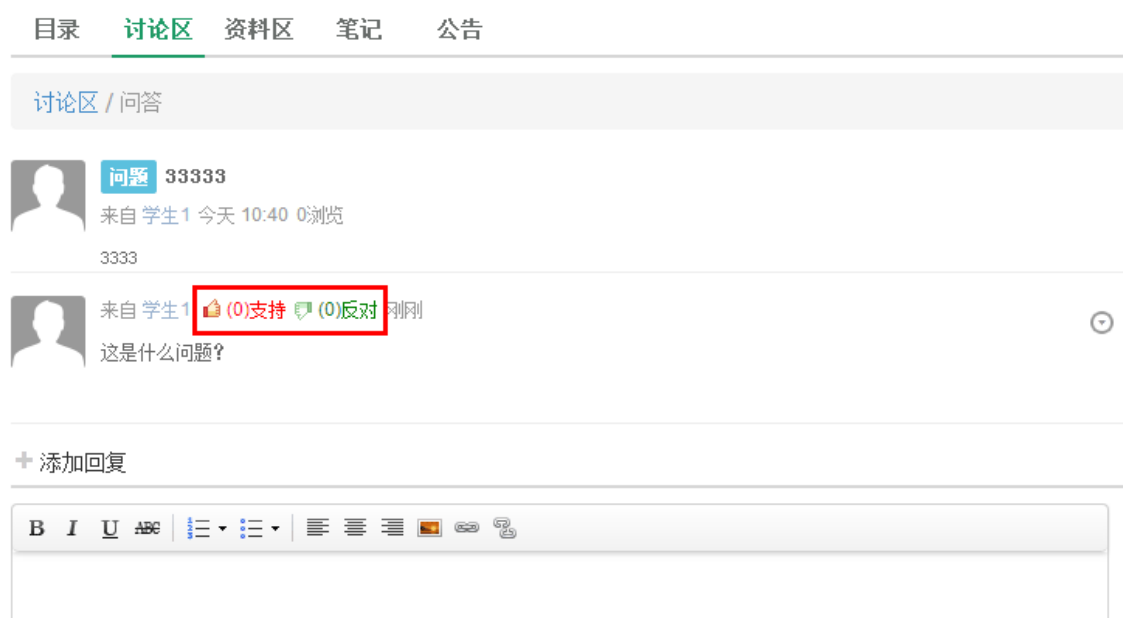 目录 讨论区 资料区 笔记 公告
讨论区 / 问答
问题 33333
来自 学生1 今天 10:40 0浏览
3333
来自 学生1 (0)支持 (0)反对 刚刚
这是什么问题?
添加回复
B I U ABC